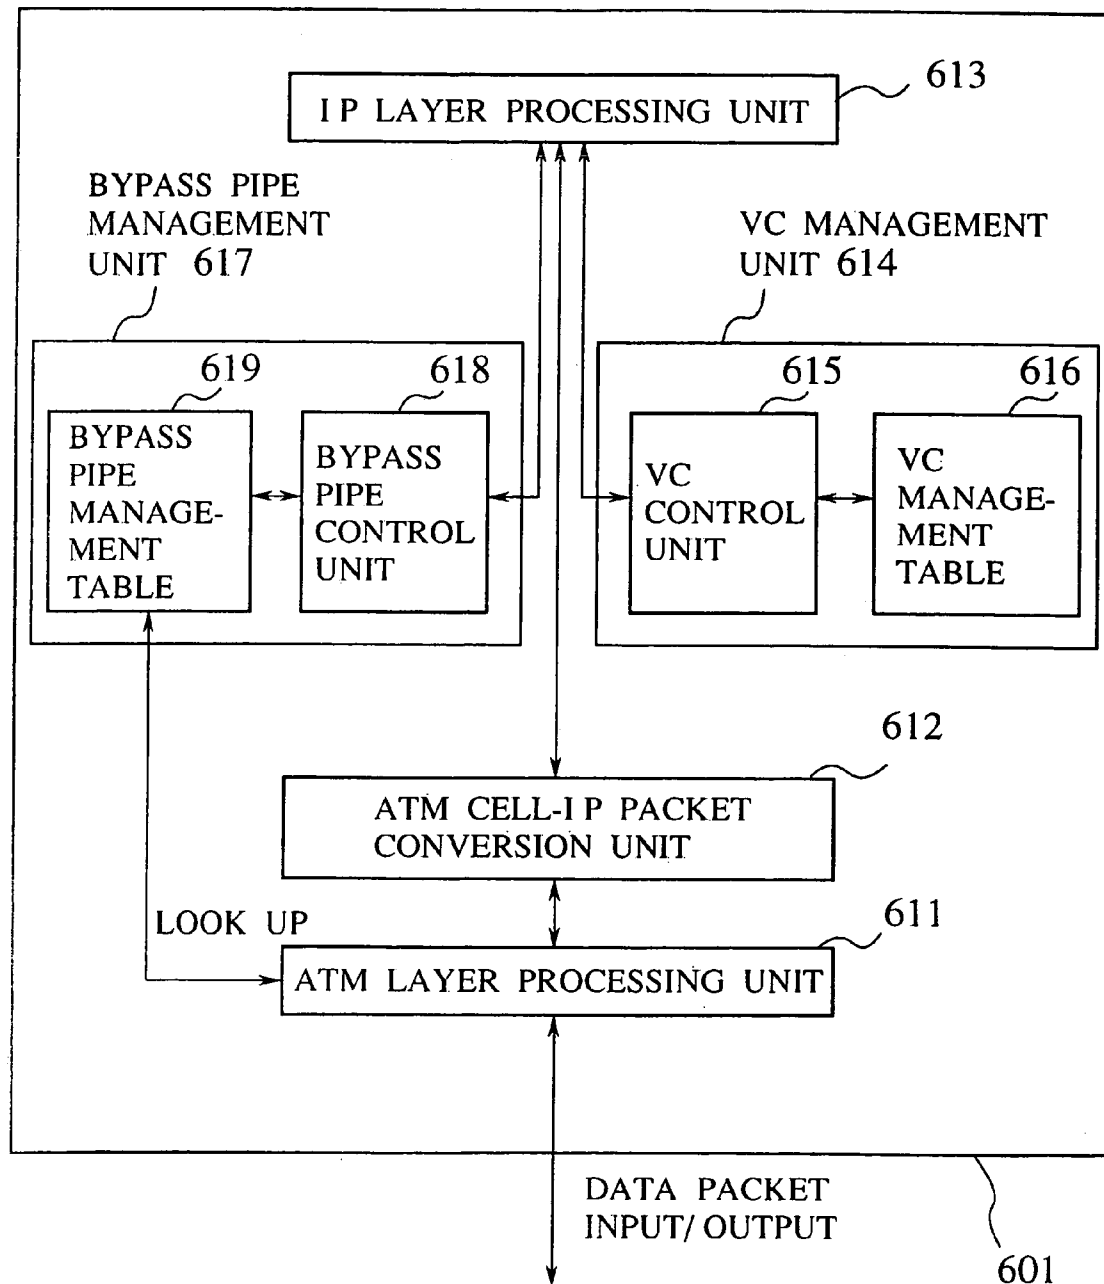 613
IP LAYER PROCESSING UNIT
BYPASS PIPE
MANAGEMENT
UNIT 617
VC MANAGEMENT
UNIT 614
619
618
615
616
BYPASS
PIPE
MANAGE-
MENT
TABLE
BYPASS
PIPE
CONTROL
UNIT
VC
CONTROL
UNIT
VC
MANAGE-
MENT TABLE
612
ATM CELL-IP PACKET
CONVERSION UNIT
LOOK UP
611
ATM LAYER PROCESSING UNIT
DATA PACKET
INPUT/OUTPUT
601